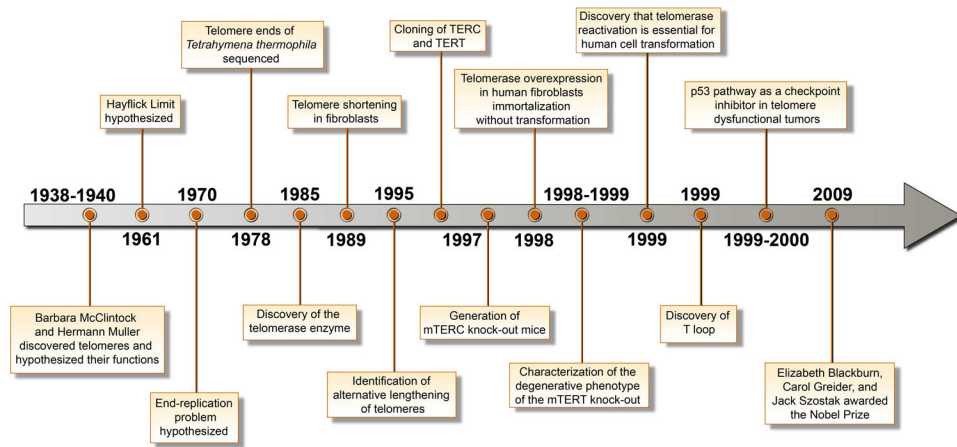 Discovery that telomerase
reactivation is essential for
human cell transformation
Telomere ends of
Tetrahymena thermophila
sequenced
Cloning of TERC
and TERT
Hayflick Limit
hypothesized
Telomere shortening
in fibroblasts
Telomerase overexpression
in human fibroblasts
immortalization
without transformation
p53 pathway as a checkpoint
inhibitor in telomere
dysfunctional tumors
1938-1940
1970
1985
1995
1998-1999
1999
2009
1961
1978
1989
1997
1998
1999
1999-2000
Barbara McClintock
and Hermann Muller
discovered telomeres and
hypothesized their functions
Discovery of the
telomerase enzyme
Generation of
mTERC knock-out mice
Discovery of
T loop
End-replication
problem
hypothesized
Identification of
alternative lengthening
of telomeres
Characterization of the
degenerative phenotype
of the mTERT knock-out
Elizabeth Blackburn,
Carol Greider, and
Jack Szostak awarded
the Nobel Prize